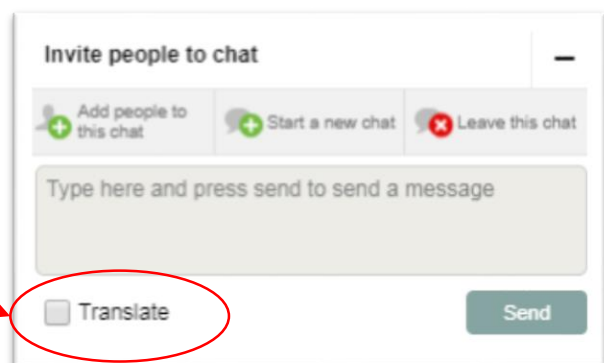 Invite people to chat
Add people to
this chat
Start a new chat
Leave this chat
Type here and press send to send a message
Translate
Send